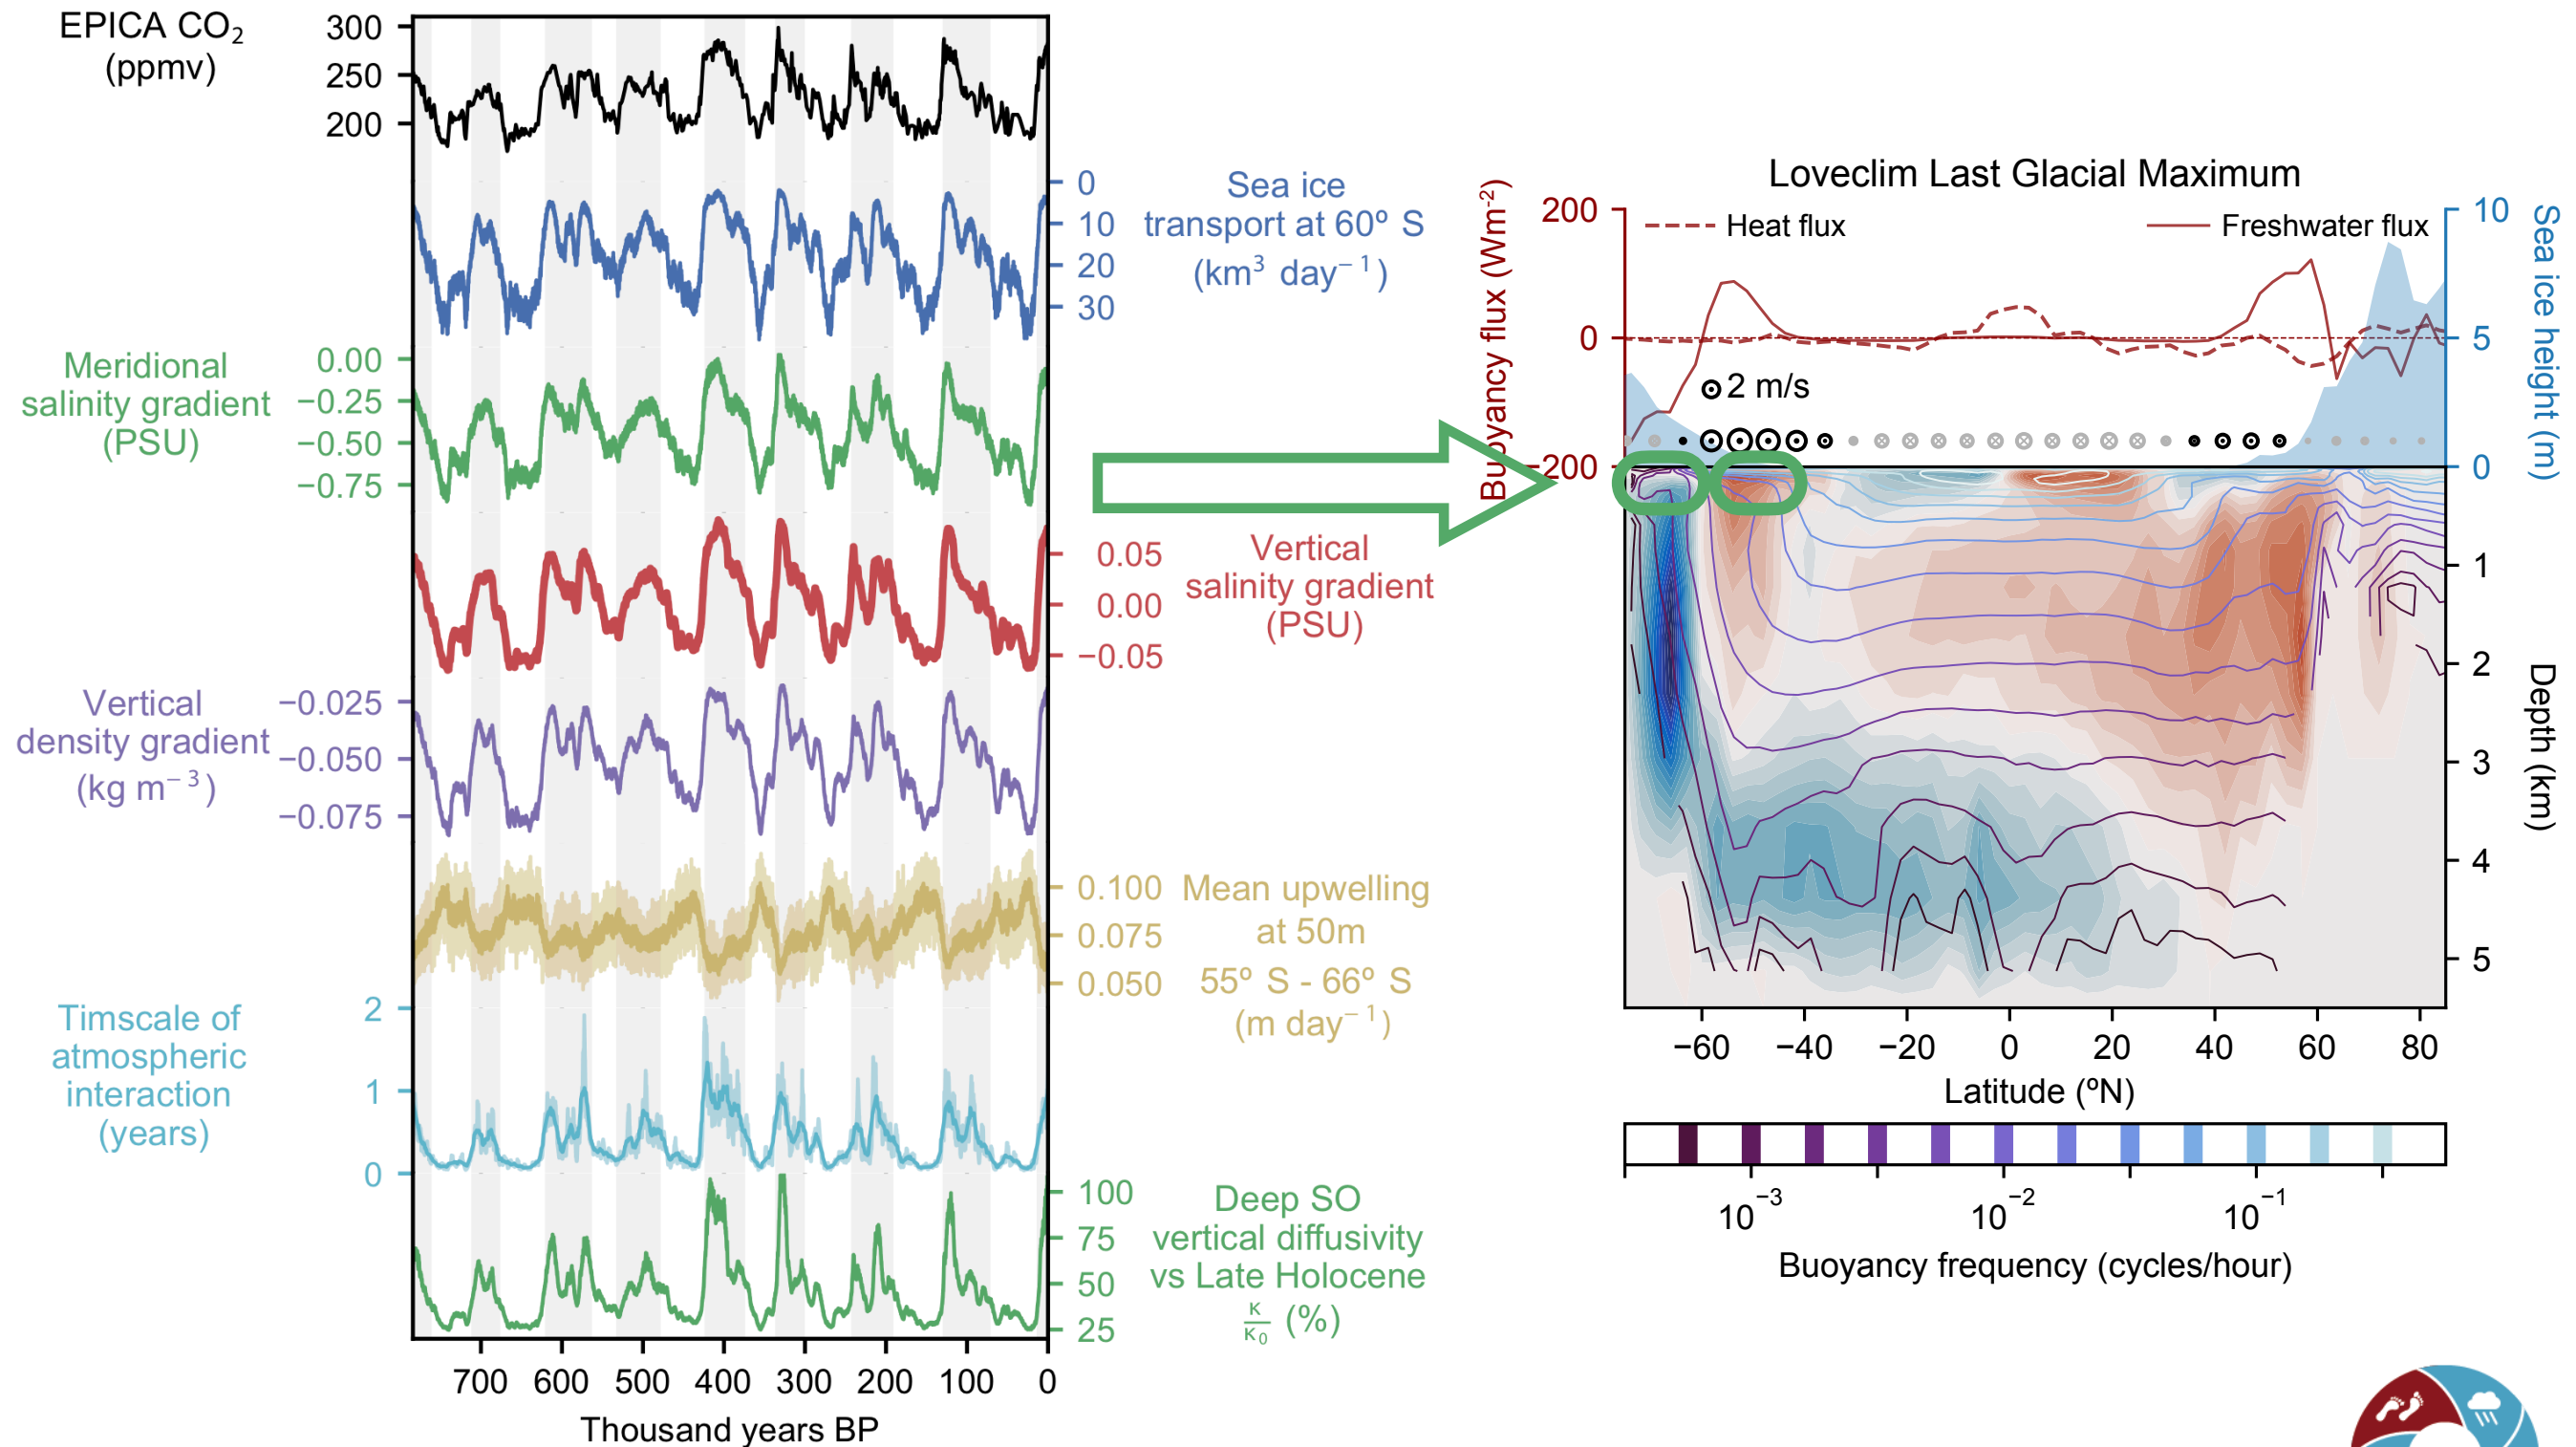 EPICA CO₂
(ppmv)
300
250
200
Sea ice
transport at 60º S
(km³ day⁻¹)
0
10
20
30
Meridional
salinity gradient
(PSU)
0.00
−0.25
−0.50
−0.75
Vertical
salinity gradient
(PSU)
0.05
0.00
−0.05
Vertical
density gradient
(kg m⁻³)
−0.025
−0.050
−0.075
Mean upwelling
at 50m
55º S - 66º S
(m day⁻¹)
0.100
0.075
0.050
Timscale of
atmospheric
interaction
(years)
2
1
0
Deep SO
vertical diffusivity
vs Late Holocene
κ/κ₀ (%)
100
75
50
25
700 600 500 400 300 200 100 0
Thousand years BP
Loveclim Last Glacial Maximum
Buoyancy flux (Wm⁻²)
200
0
200
Heat flux
Freshwater flux
2 m/s
10
5
0
Sea ice height (m)
1
2
3
4
5
Depth (km)
−60 −40 −20 0 20 40 60 80
Latitude (ºN)
10⁻³ 10⁻² 10⁻¹
Buoyancy frequency (cycles/hour)